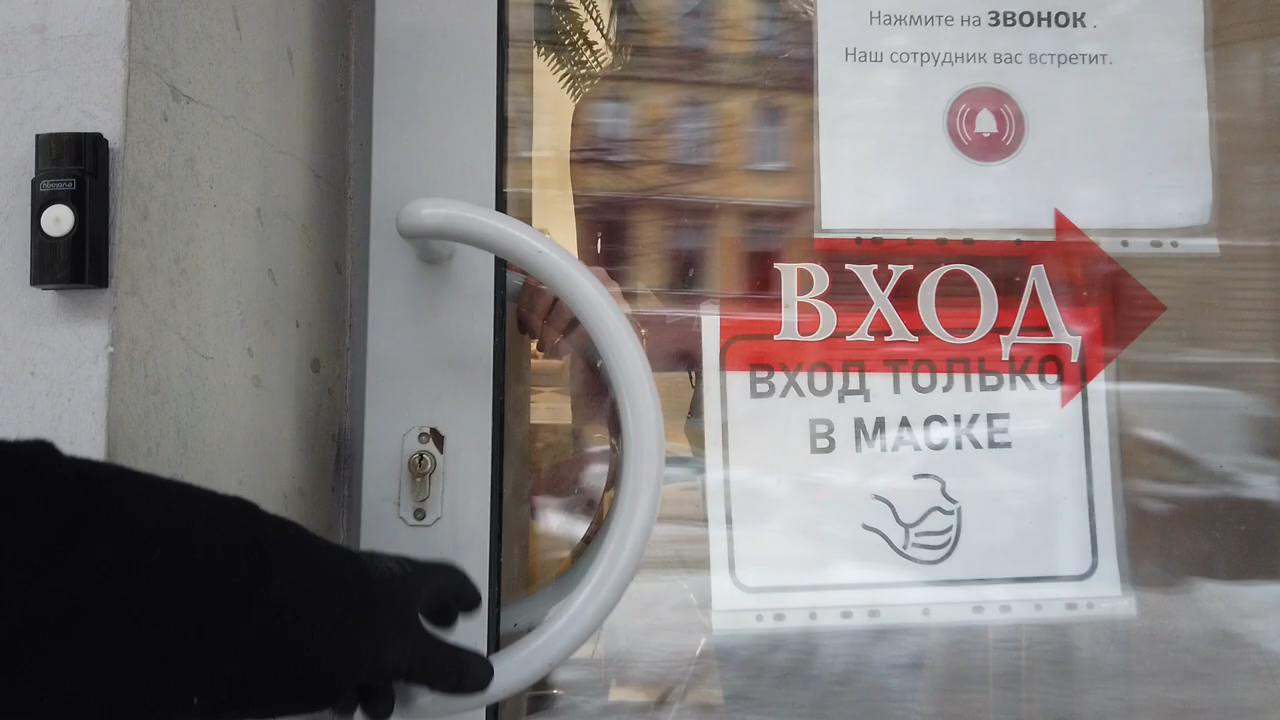 Нажмите на ЗВОНОК .
Наш сотрудник вас встретит.
ВХОД
ВХОД ТОЛЬКО
В МАСКЕ